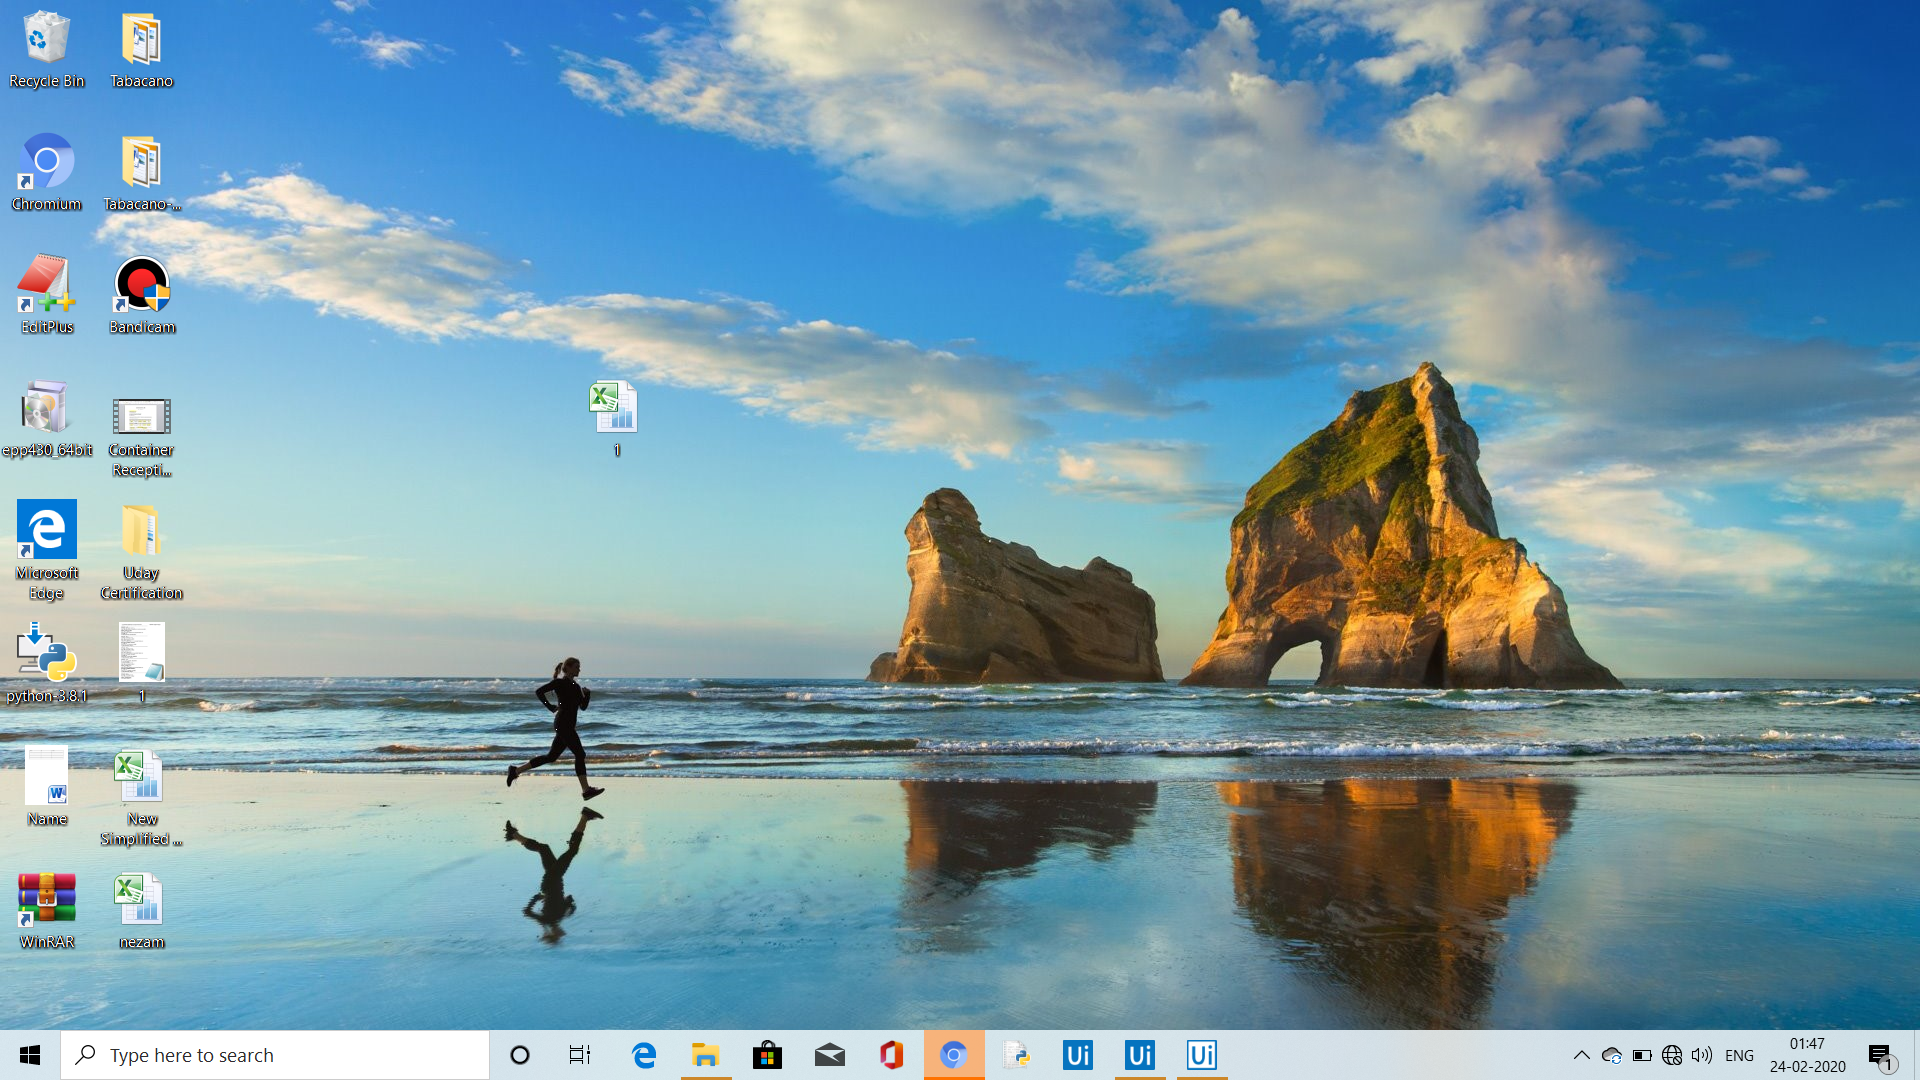 Recycle Bin
Tabacano
Chromium
Tabacano-...
EditPlus
Bandicam
epp430_64bit
Container
Recepti...
1
Microsoft
Edge
Uday
Certification
python-3.8.1
1
Name
New
Simplified ...
WinRAR
nezam
Type here to search
Ui
Ui
Ui
ENG
01:47
24-02-2020
1